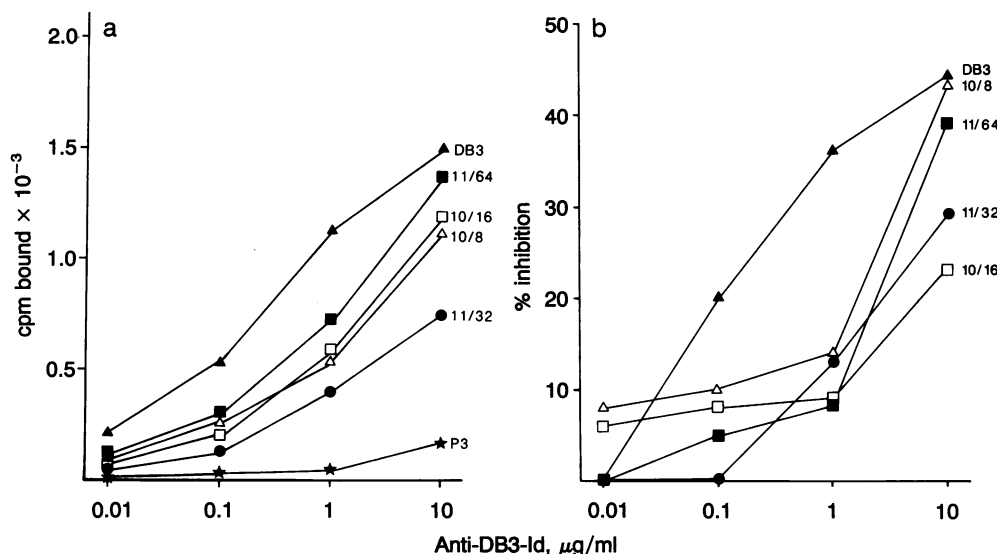 a
cpm bound × 10⁻³
2.0
1.5
1.0
0.5
DB3
11/64
10/16
10/8
11/32
P3
0.01 0.1 1 10
b
% inhibition
50
40
30
20
10
DB3
10/8
11/64
11/32
10/16
0.01 0.1 1 10
Anti-DB3-Id, µg/ml